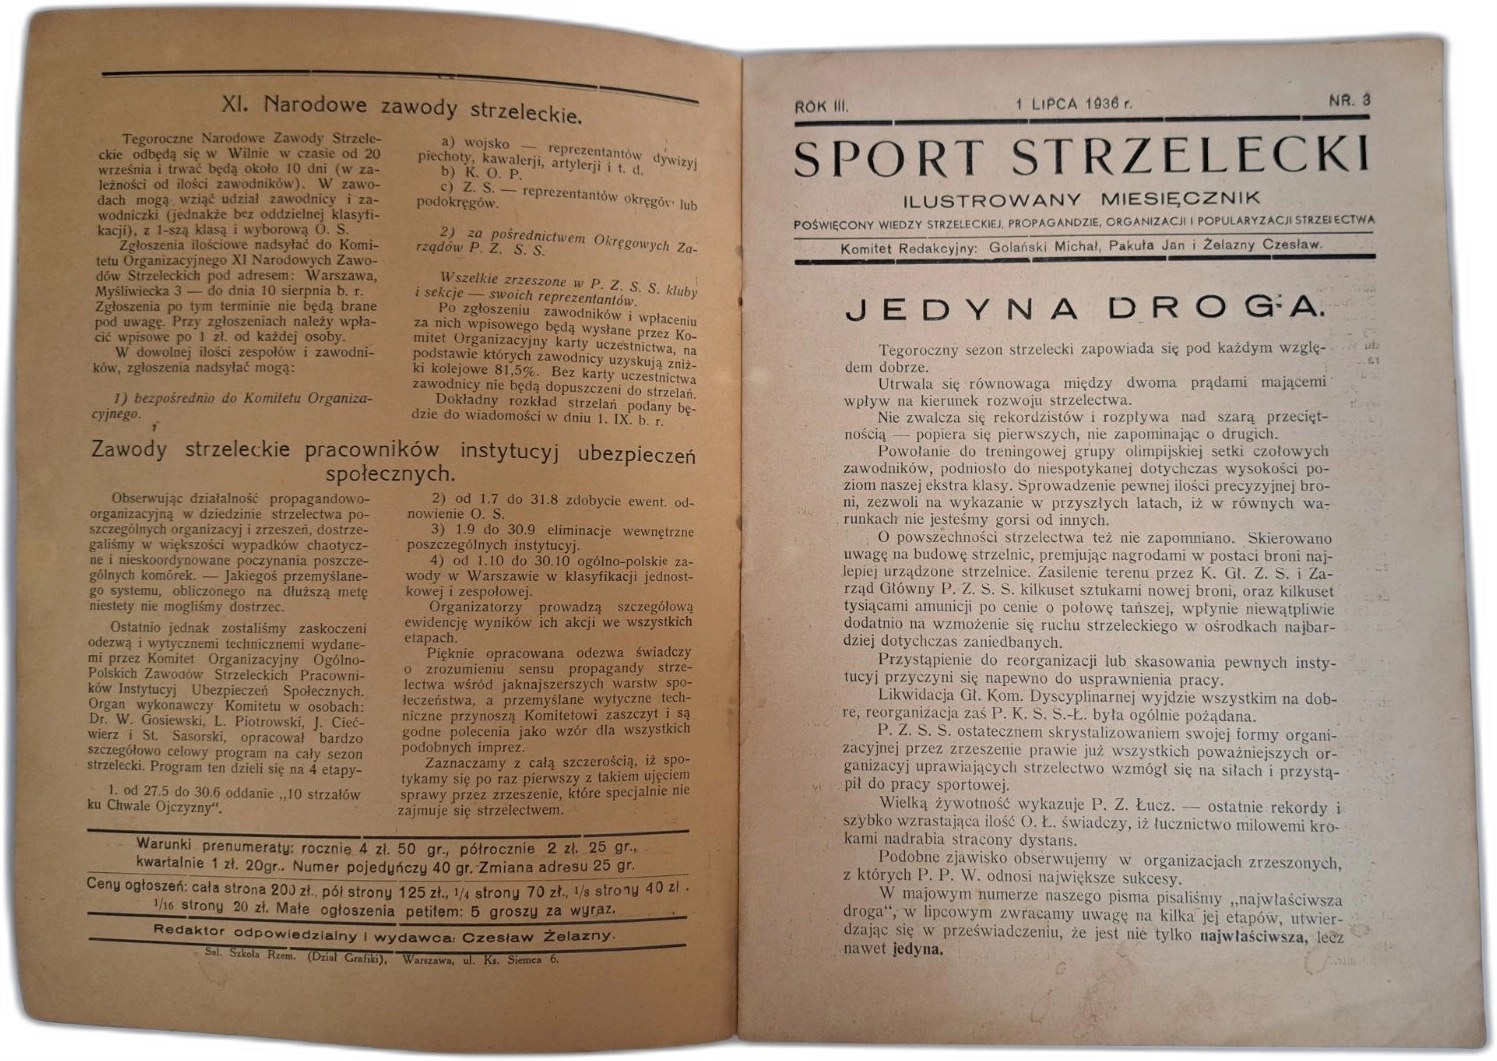 XI. Narodowe zawody strzeleckie.
Tegoroczne Narodowe Zawody Strzele-
ckie odbędą się w Wilnie w czasie od 20
września i trwać będą około 10 dni (w za-
leżności od ilości zawodników). W zawo-
dach mogą wziąć udział zawodnicy i za-
wodniczki (jednakże bez oddzielnej klasyfi-
kacji), z 1-szą klasą i wyborową O. S.
Zgłoszenia ilościowe nadsyłać do Komi-
tetu Organizacyjnego XI Narodowych Zawo-
dów Strzeleckich pod adresem: Warszawa,
Myśliwiecka 3 — do dnia 10 sierpnia b. r.
Zgłoszenia po tym terminie nie będą brane
pod uwagę. Przy zgłoszeniach należy wpła-
cić wpisowe po 1 zł. od każdej osoby.
W dowolnej ilości zespołów i zawodni-
ków, zgłoszenia nadsyłać mogą:
1) bezpośrednio do Komitetu Organiza-
cyjnego.
a) wojsko — reprezentantów dywizyj
piechoty, kawalerji, artylerji i t. d.
b) K. O. P.
c) Z. S. — reprezentantów okręgów lub
podokręgów.
2) za pośrednictwem Okręgowych Za-
rządów P. Z. S. S.
Wszelkie zrzeszone w P. Z. S. S. kluby
i sekcje — swoich reprezentantów.
Po zgłoszeniu zawodników i wpłaceniu
za nich wpisowego będą wysłane przez Ko-
mitet Organizacyjny karty uczestnictwa, na
podstawie których zawodnicy uzyskują zniż-
ki kolejowe 81,5%. Bez karty uczestnictwa
zawodnicy nie będą dopuszczeni do strzelań.
Dokładny rozkład strzelań podany bę-
dzie do wiadomości w dniu 1. IX. b. r.
Zawody strzeleckie pracowników instytucyj ubezpieczeń
społecznych.
Obserwując działalność propagandowo-
organizacyjną w dziedzinie strzelectwa po-
szczególnych organizacyj i zrzeszeń, dostrze-
galiśmy w większości wypadków chaotycz-
ne i nieskoordynowane poczynania poszcze-
gólnych komórek. — Jakiegoś przemyślane-
go systemu, obliczonego na dłuższą metę
niestety nie mogliśmy dostrzec.
Ostatnio jednak zostaliśmy zaskoczeni
odezwą i wytycznemi technicznemi wydane-
mi przez Komitet Organizacyjny Ogólno-
Polskich Zawodów Strzeleckich Pracowni-
ków Instytucyj Ubezpieczeń Społecznych.
Organ wykonawczy Komitetu w osobach:
Dr. W. Gosiewski, L. Piotrowski, J. Cieć-
wierz i St. Sasorski, opracował bardzo
szczegółowo celowy program na cały sezon
strzelecki. Program ten dzieli się na 4 etapy-
1. od 27.5 do 30.6 oddanie „10 strzałów
ku Chwale Ojczyzny“.
2) od 1.7 do 31.8 zdobycie ewent. od-
nowienie O. S.
3) 1.9 do 30.9 eliminacje wewnętrzne
poszczególnych instytucyj.
4) od 1.10 do 30.10 ogólno-polskie za-
wody w Warszawie w klasyfikacji jednost-
kowej i zespołowej.
Organizatorzy prowadzą szczegółową
ewidencję wyników ich akcji we wszystkich
etapach.
Pięknie opracowana odezwa świadczy
o zrozumieniu sensu propagandy strze-
lectwa wśród jaknajszerszych warstw spo-
łeczeństwa, a przemyślane wytyczne tech-
niczne przynoszą Komitetowi zaszczyt i są
godne polecenia jako wzór dla wszystkich
podobnych imprez.
Zaznaczamy z całą szczerością, iż spo-
tykamy się po raz pierwszy z takiem ujęciem
sprawy przez zrzeszenie, które specjalnie nie
zajmuje się strzelectwem.
Warunki prenumeraty: rocznie 4 zł. 50 gr., półrocznie 2 zł. 25 gr.,
kwartalnie 1 zł. 20gr.. Numer pojedyńczy 40 gr. Zmiana adresu 25 gr.
Ceny ogłoszeń: cała strona 200 zł., pół strony 125 zł., 1/4 strony 70 zł., 1/8 strony 40 zł.
1/16 strony 20 zł. Małe ogłoszenia petitem: 5 groszy za wyraz.
Redaktor odpowiedzialny i wydawca: Czesław Żelazny.
Sal. Szkoła Rzem. (Dział Grafiki), Warszawa, ul. Ks. Siemca 6.
ROK III. 1 LIPCA 1936 r. NR. 3
SPORT STRZELECKI
ILUSTROWANY MIESIĘCZNIK
POŚWIĘCONY WIEDZY STRZELECKIEJ, PROPAGANDZIE, ORGANIZACJI I POPULARYZACJI STRZELECTWA
Komitet Redakcyjny: Golański Michał, Pakuła Jan i Żelazny Czesław.
JEDYNA DROGA.
Tegoroczny sezon strzelecki zapowiada się pod każdym wzglę-
dem dobrze.
Utrwala się równowaga między dwoma prądami mającemi
wpływ na kierunek rozwoju strzelectwa.
Nie zwalcza się rekordzistów i rozpływa nad szarą przecięt-
nością — popiera się pierwszych, nie zapominając o drugich.
Powołanie do treningowej grupy olimpijskiej setki czołowych
zawodników, podniosło do niespotykanej dotychczas wysokości po-
ziom naszej ekstra klasy. Sprowadzenie pewnej ilości precyzyjnej bro-
ni, zezwoli na wykazanie w przyszłych latach, iż w równych wa-
runkach nie jesteśmy gorsi od innych.
O powszechności strzelectwa też nie zapomniano. Skierowano
uwagę na budowę strzelnic, premjując nagrodami w postaci broni naj-
lepiej urządzone strzelnice. Zasilenie terenu przez K. Gł. Z. S. i Za-
rząd Główny P. Z. S. S. kilkuset sztukami nowej broni, oraz kilkuset
tysiącami amunicji po cenie o połowę tańszej, wpłynie niewątpliwie
dodatnio na wzmożenie się ruchu strzeleckiego w ośrodkach najbar-
dziej dotychczas zaniedbanych.
Przystąpienie do reorganizacji lub skasowania pewnych insty-
tucyj przyczyni się napewno do usprawnienia pracy.
Likwidacja Gł. Kom. Dyscyplinarnej wyjdzie wszystkim na dob-
re, reorganizacja zaś P. K. S. S.-Ł. była ogólnie pożądana.
P. Z. S. S. ostatecznem skrystalizowaniem swojej formy organi-
zacyjnej przez zrzeszenie prawie już wszystkich poważniejszych or-
ganizacyj uprawiających strzelectwo wzmógł się na siłach i przystą-
pił do pracy sportowej.
Wielką żywotność wykazuje P. Z. Łucz. — ostatnie rekordy i
szybko wzrastająca ilość O. Ł. świadczy, iż łucznictwo milowemi kro-
kami nadrabia stracony dystans.
Podobne zjawisko obserwujemy w organizacjach zrzeszonych,
z których P. P. W. odnosi największe sukcesy.
W majowym numerze naszego pisma pisaliśmy „najwłaściwsza
droga“, w lipcowym zwracamy uwagę na kilka jej etapów, utwier-
dzając się w przeświadczeniu, że jest nie tylko najwłaściwsza, lecz
nawet jedyna.